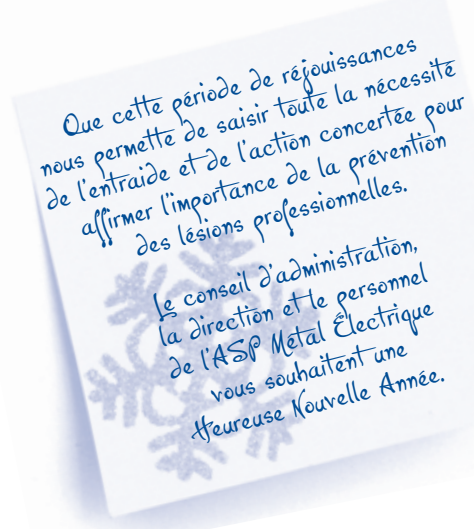 Que cette période de réjouissances
nous permette de saisir toute la nécessité
de l'entraide et de l'action concertée pour
affirmer l'importance de la prévention
des lésions professionnelles.
Le conseil d'administration,
la direction et le personnel
de l'ASP Métal Électrique
vous souhaitent une
Heureuse Nouvelle Année.